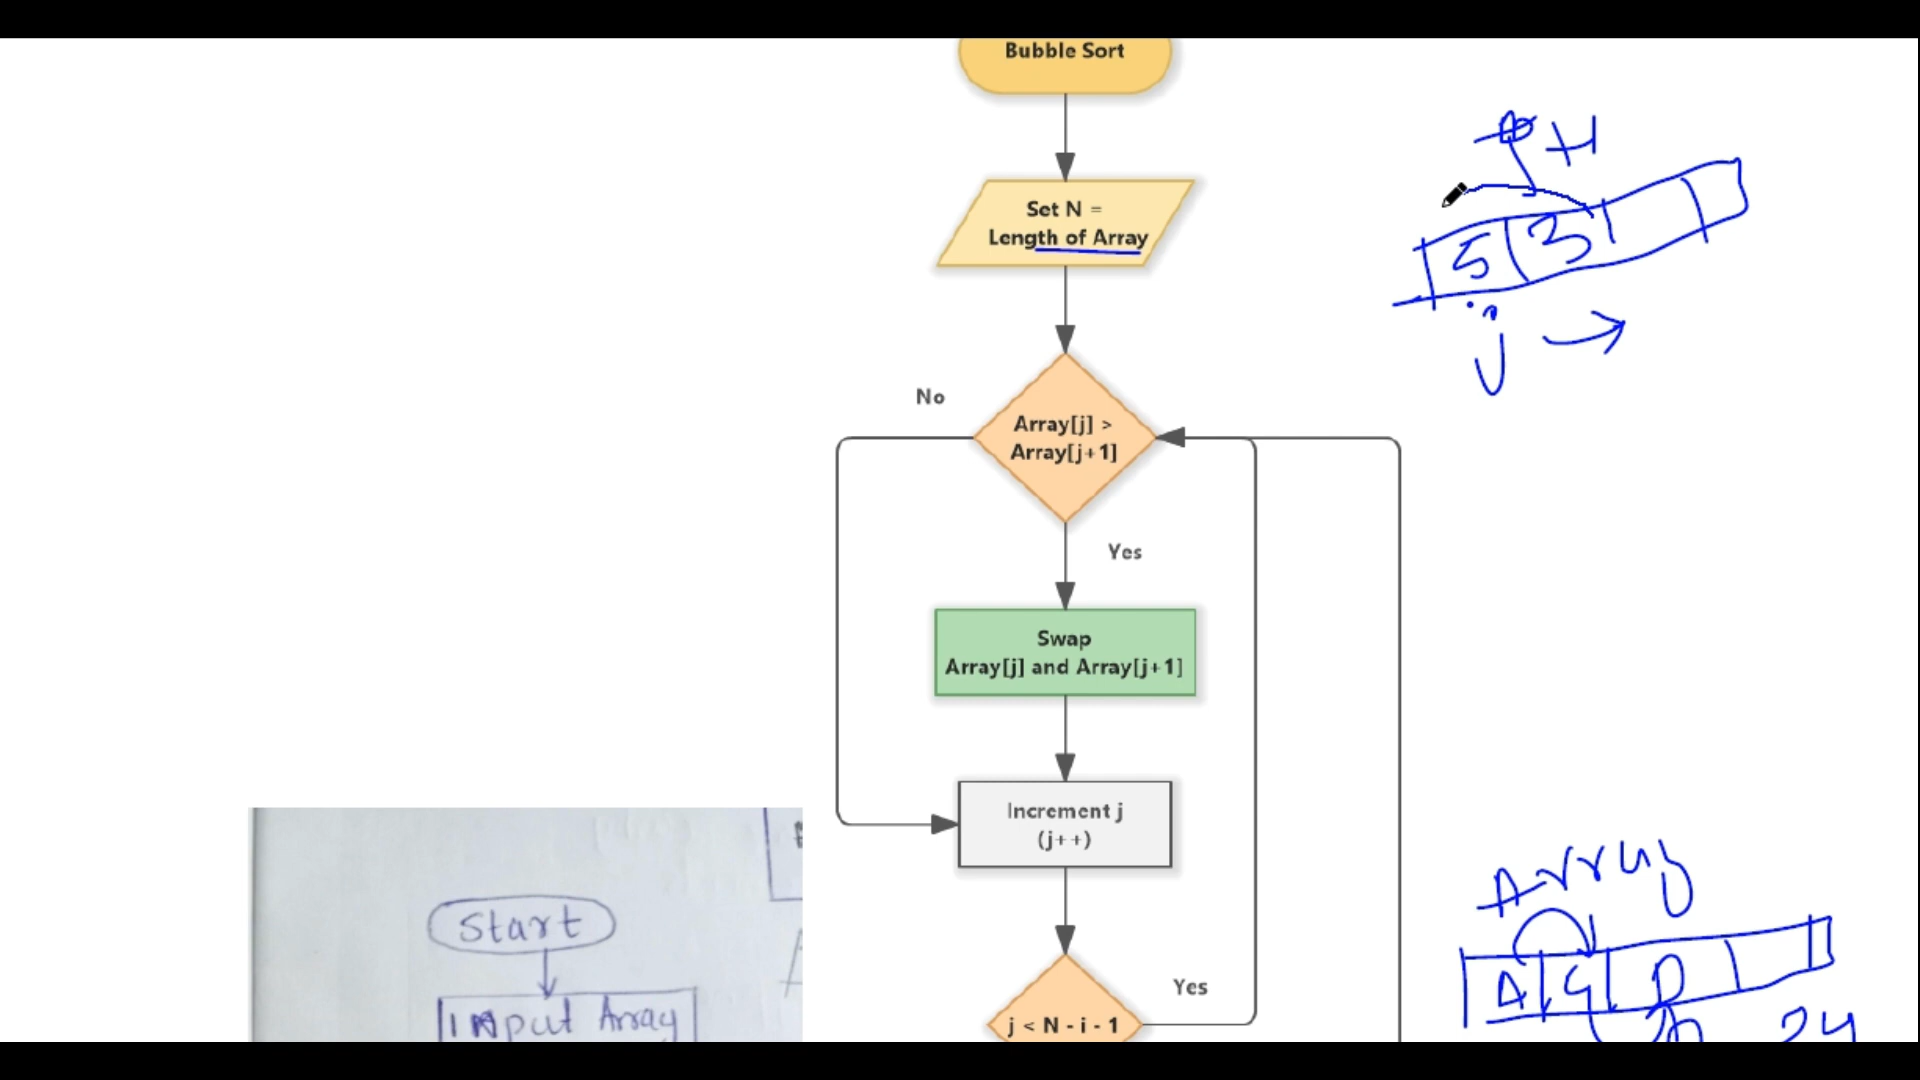 Bubble Sort
Set N =
Length of Array
5 3
j
No
Array[j] >
Array[j+1]
Yes
Swap
Array[j] and Array[j+1]
Increment j
(j++)
Yes
j < N - i - 1
Start
Input Array
Array
24